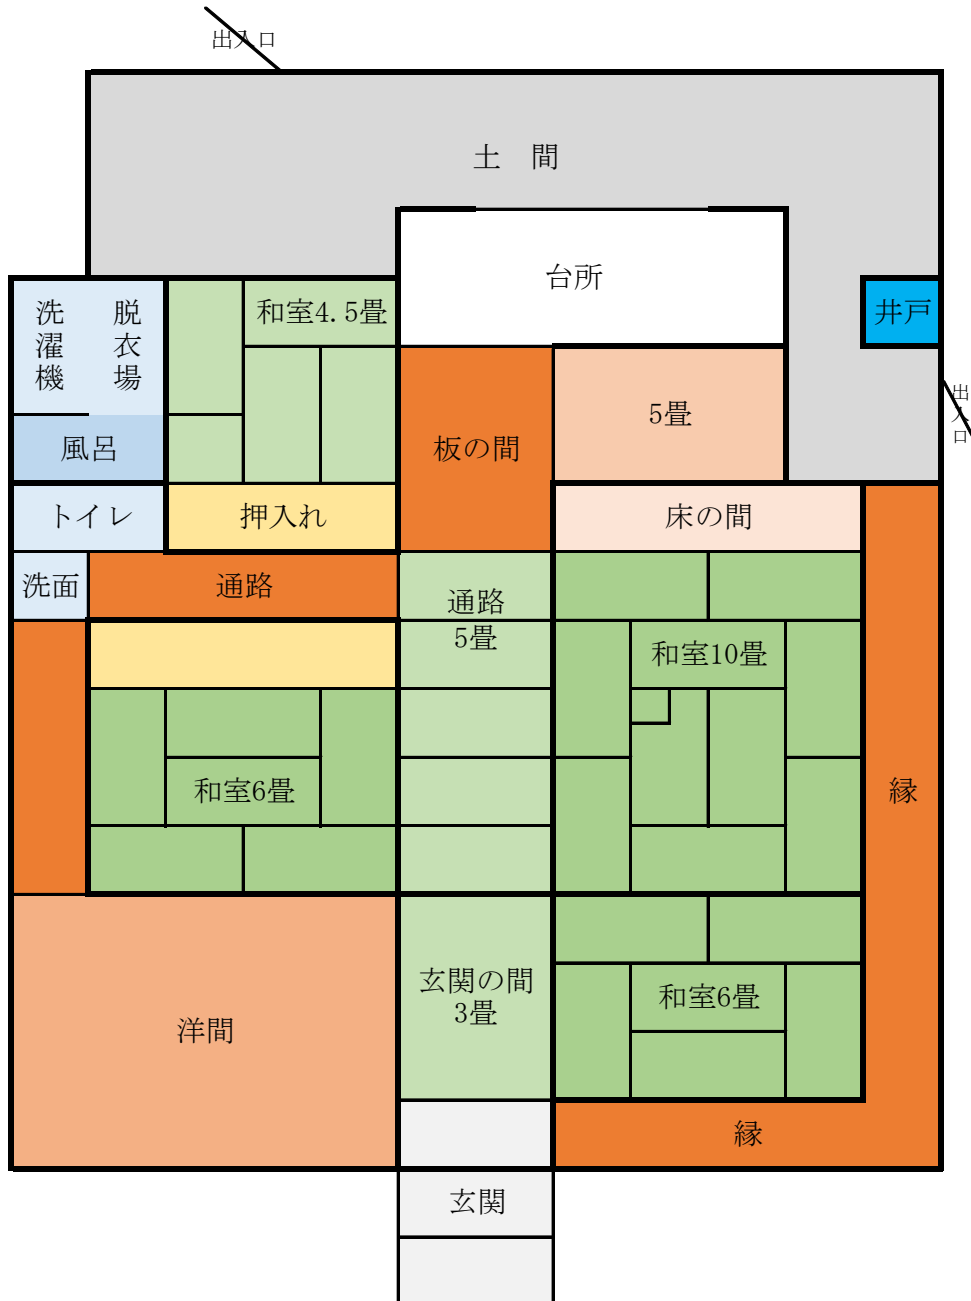 出入口
土　間
台所
井戸
洗濯機
脱衣場
和室4.5畳
出入口
5畳
板の間
風呂
トイレ
押入れ
床の間
洗面
通路
通路
5畳
和室10畳
和室6畳
縁
玄関の間
3畳
和室6畳
洋間
縁
玄関